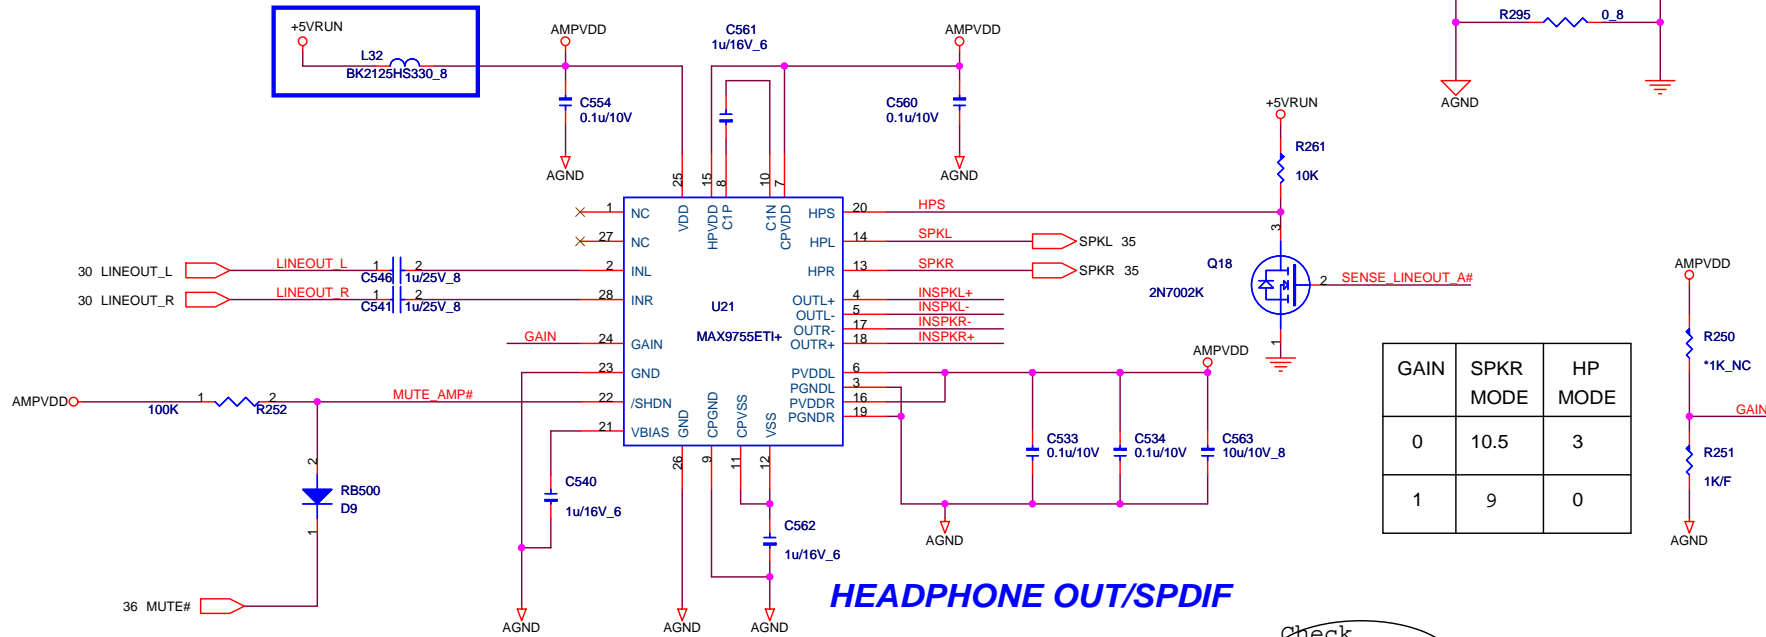 +5VRUN
L32
BK2125HS330_8
AMPVDD
C554
0.1u/10V
AGND
C561
1u/16V_6
AMPVDD
C560
0.1u/10V
AGND
R295 0_8
AGND
+5VRUN
R261
10K
25 15 8 10 7
VDD HPVDD C1P C1N CPVDD
1 NC
27 NC
30 LINEOUT_L LINEOUT_L 1 2 2 INL
C546 1u/25V_8
30 LINEOUT_R LINEOUT_R 1 2 28 INR
C541 1u/25V_8
GAIN 24 GAIN
23 GND
AMPVDD 100K 1 2 R252 MUTE_AMP# 22 /SHDN
21 VBIAS
U21
MAX9755ETI+
HPS 20 HPS
HPL 14 SPKL SPKL 35
HPR 13 SPKR SPKR 35
OUTL+ 4 INSPKL+
OUTL- 5 INSPKL-
OUTR- 17 INSPKR-
OUTR+ 18 INSPKR+
PVDDL 6
PGNDL 3
PVDDR 16
PGNDR 19
GND CPGND CPVSS VSS
26 9 11 12
3
Q18
2N7002K
2 SENSE_LINEOUT_A#
1
AMPVDD
C533
0.1u/10V
C534
0.1u/10V
C563
10u/10V_8
AGND
GAIN SPKR MODE HP MODE
0 10.5 3
1 9 0
AMPVDD
R250
*1K_NC
GAIN
R251
1K/F
AGND
2
RB500
D9
1
36 MUTE#
C540
1u/16V_6
C562
1u/16V_6
AGND
AGND
AGND
HEADPHONE OUT/SPDIF
Check